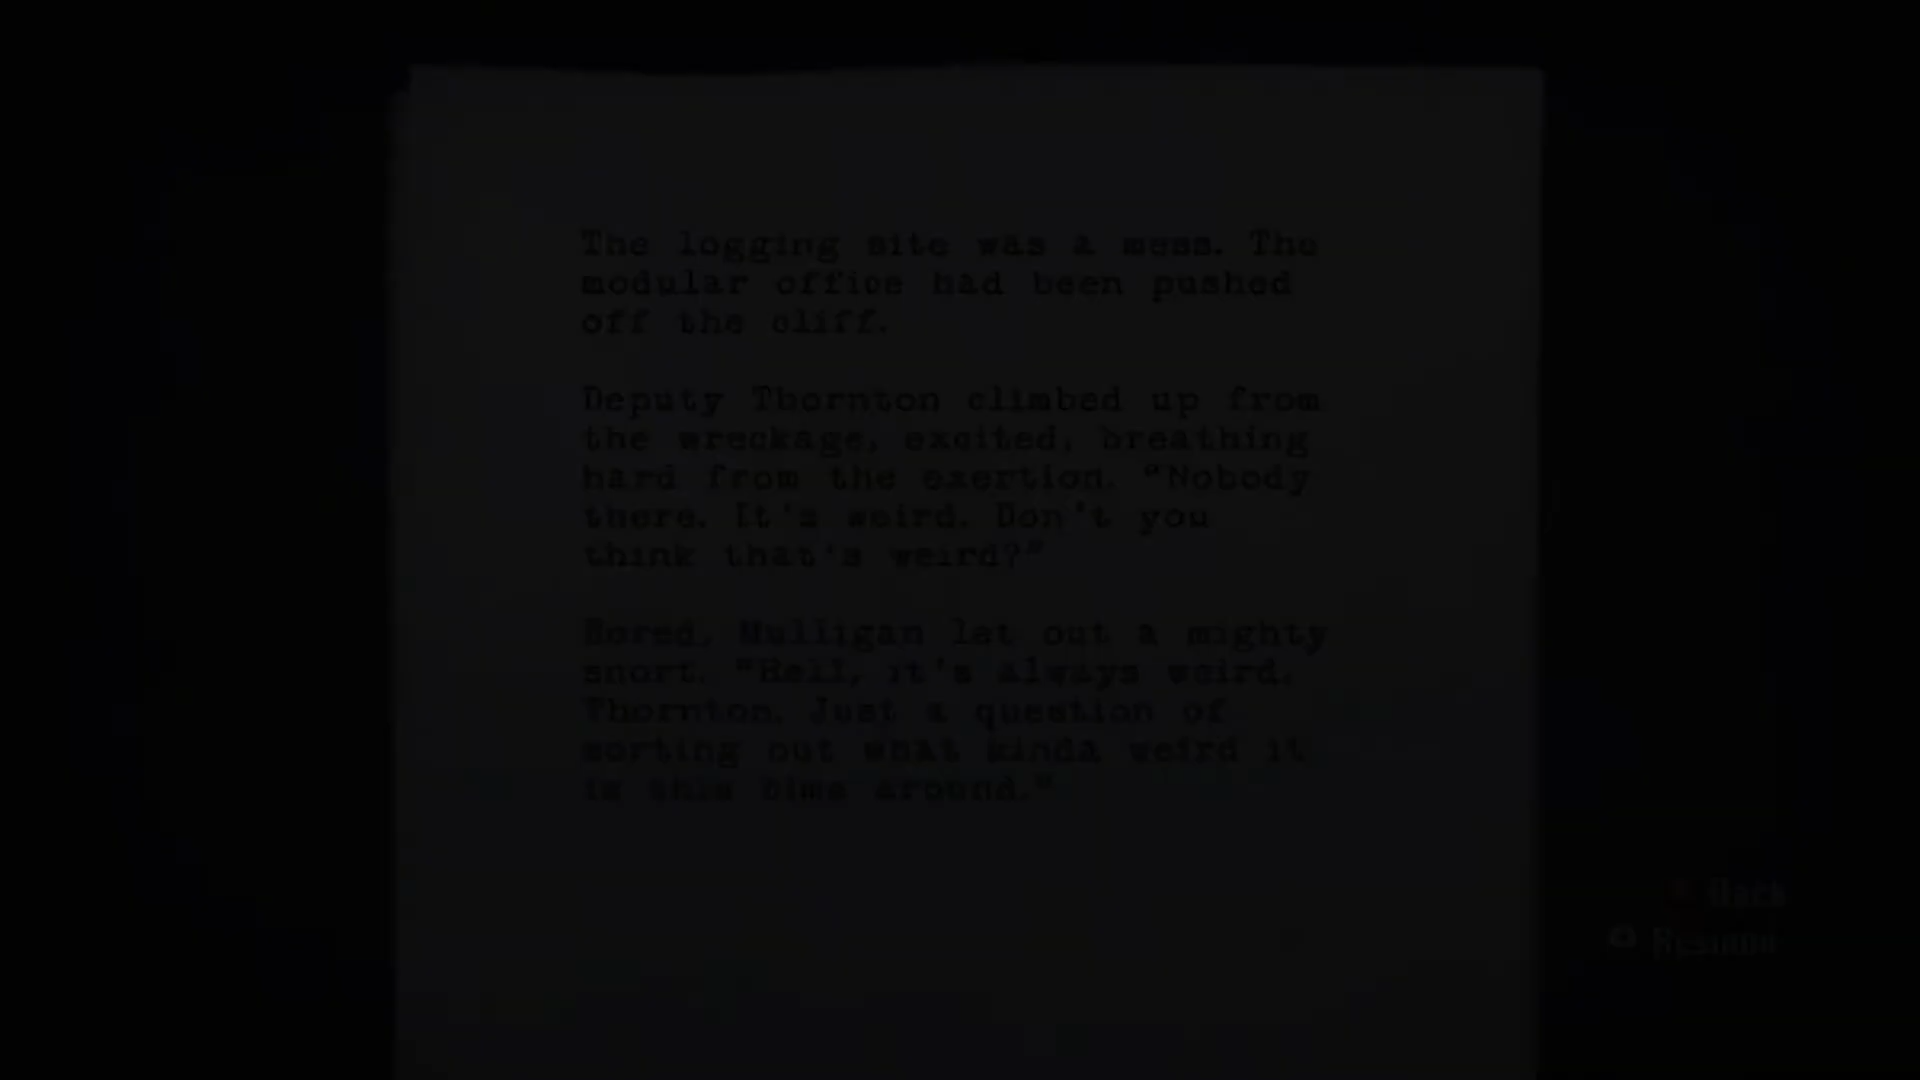 The logging site was a mess. The
modular office had been pushed
off the cliff.
Deputy Thornton climbed up from
the wreckage, excited, breathing
hard from the exertion. "Nobody
there. It's weird. Don't you
think that's weird?"
Bored, Mulligan let out a mighty
snort. "Hell, it's always weird,
Thornton. Just a question of
sorting out what kinda weird it
is this time around."
Back
Resume